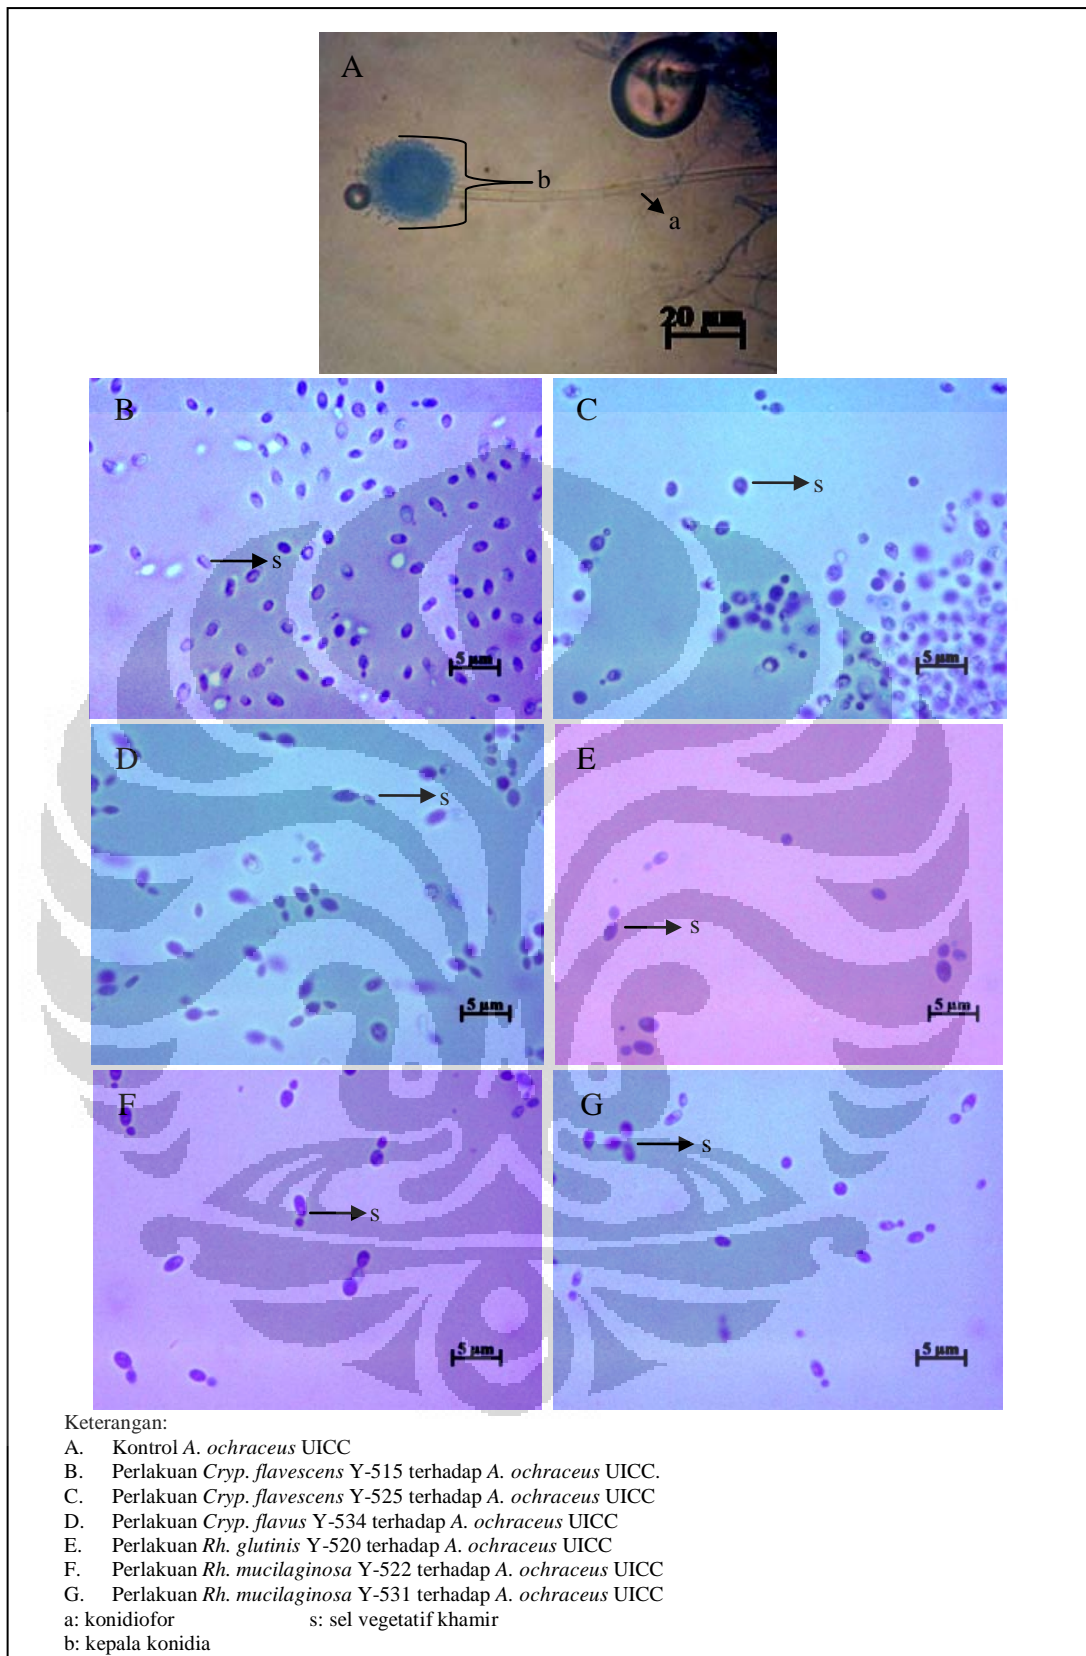 A
b
a
20 µm
B
s
5 µm
C
s
5 µm
D
s
5 µm
E
s
5 µm
F
s
5 µm
G
s
5 µm
Keterangan:
A. Kontrol A. ochraceus UICC
B. Perlakuan Cryp. flavescens Y-515 terhadap A. ochraceus UICC.
C. Perlakuan Cryp. flavescens Y-525 terhadap A. ochraceus UICC
D. Perlakuan Cryp. flavus Y-534 terhadap A. ochraceus UICC
E. Perlakuan Rh. glutinis Y-520 terhadap A. ochraceus UICC
F. Perlakuan Rh. mucilaginosa Y-522 terhadap A. ochraceus UICC
G. Perlakuan Rh. mucilaginosa Y-531 terhadap A. ochraceus UICC
a: konidiofor s: sel vegetatif khamir
b: kepala konidia